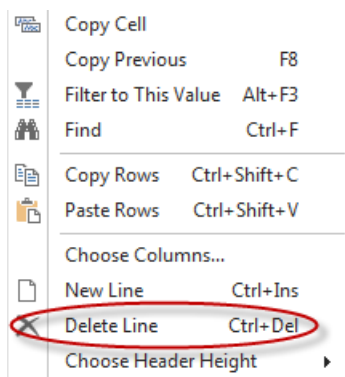 Copy Cell
Copy Previous F8
Filter to This Value Alt+F3
Find Ctrl+F
Copy Rows Ctrl+Shift+C
Paste Rows Ctrl+Shift+V
Choose Columns...
New Line Ctrl+Ins
Delete Line Ctrl+Del
Choose Header Height